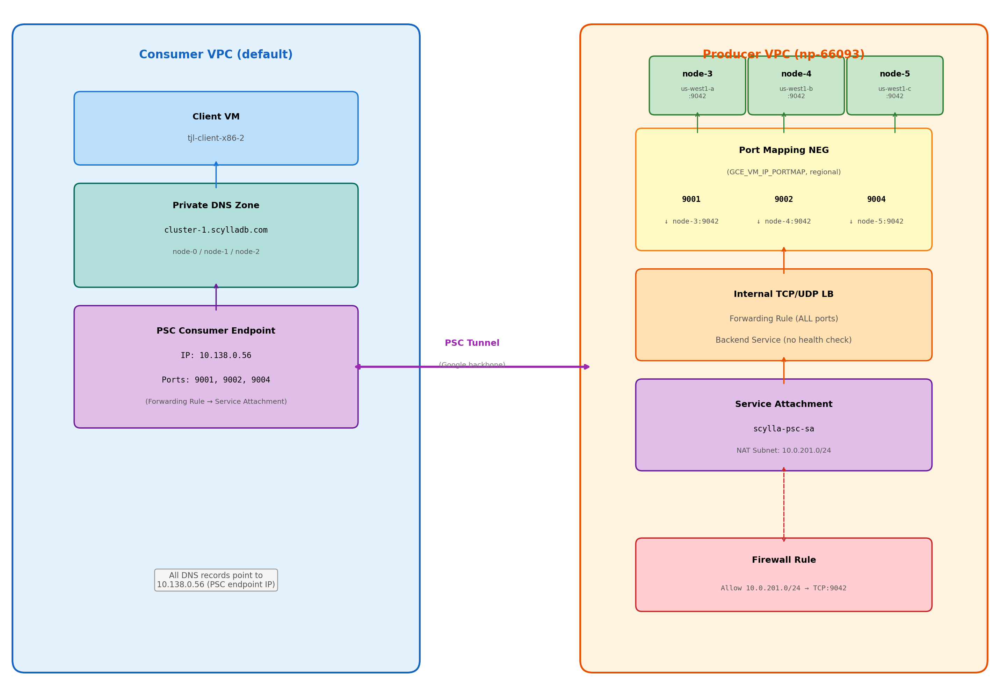 Consumer VPC (default)
Client VM
tjl-client-x86-2
Private DNS Zone
cluster-1.scylladb.com
node-0 / node-1 / node-2
PSC Consumer Endpoint
IP: 10.138.0.56
Ports: 9001, 9002, 9004
(Forwarding Rule → Service Attachment)
All DNS records point to
10.138.0.56 (PSC endpoint IP)
PSC Tunnel
(Google backbone)
Producer VPC (np-66093)
node-3
us-west1-a
:9042
node-4
us-west1-b
:9042
node-5
us-west1-c
:9042
Port Mapping NEG
(GCE_VM_IP_PORTMAP, regional)
9001
↓ node-3:9042
9002
↓ node-4:9042
9004
↓ node-5:9042
Internal TCP/UDP LB
Forwarding Rule (ALL ports)
Backend Service (no health check)
Service Attachment
scylla-psc-sa
NAT Subnet: 10.0.201.0/24
Firewall Rule
Allow 10.0.201.0/24 → TCP:9042